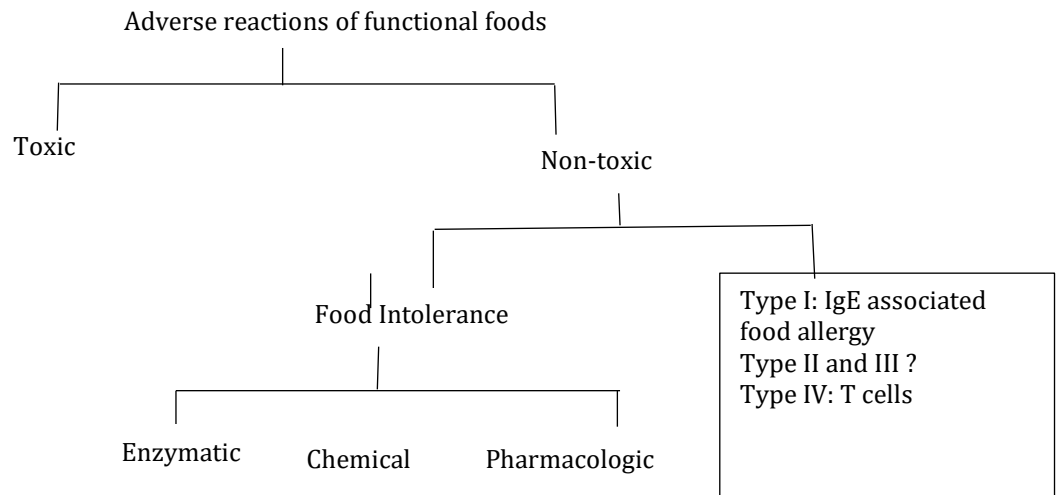 Adverse reactions of functional foods
Toxic
Non-toxic
Food Intolerance
Type I: IgE associated
food allergy
Type II and III ?
Type IV: T cells
Enzymatic
Chemical
Pharmacologic